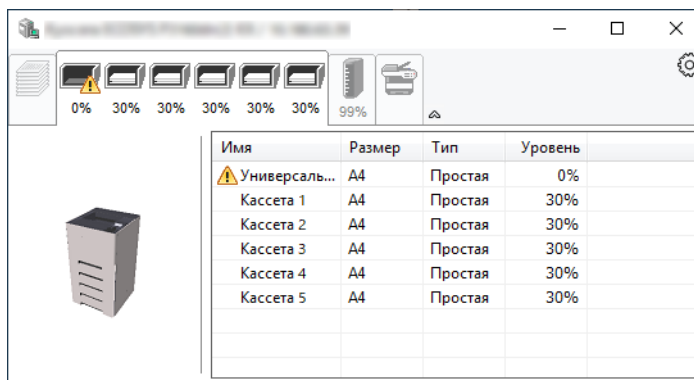 0% 30% 30% 30% 30% 30% 99%
Имя Размер Тип Уровень
Универсаль... A4 Простая 0%
Кассета 1 A4 Простая 30%
Кассета 2 A4 Простая 30%
Кассета 3 A4 Простая 30%
Кассета 4 A4 Простая 30%
Кассета 5 A4 Простая 30%